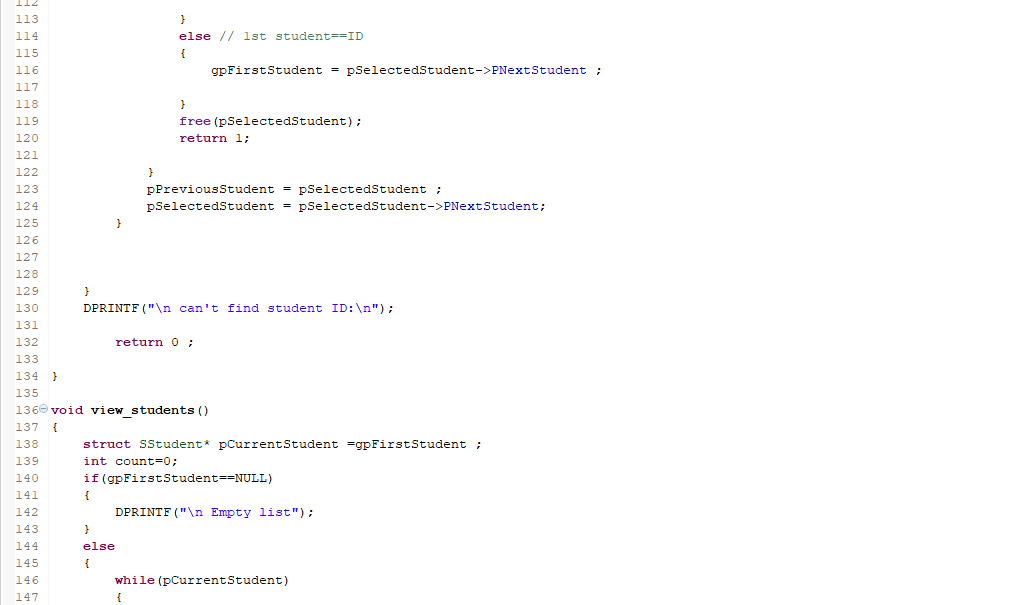 112
113 }
114 else // 1st student==ID
115 {
116 gpFirstStudent = pSelectedStudent->PNextStudent ;
117
118 }
119 free(pSelectedStudent);
120 return 1;
121
122 }
123 pPreviousStudent = pSelectedStudent ;
124 pSelectedStudent = pSelectedStudent->PNextStudent;
125 }
126
127
128
129 }
130 DPRINTF("\n can't find student ID:\n");
131
132 return 0 ;
133
134 }
135
136 void view_students()
137 {
138 struct SStudent* pCurrentStudent =gpFirstStudent ;
139 int count=0;
140 if(gpFirstStudent==NULL)
141 {
142 DPRINTF("\n Empty list");
143 }
144 else
145 {
146 while(pCurrentStudent)
147 {